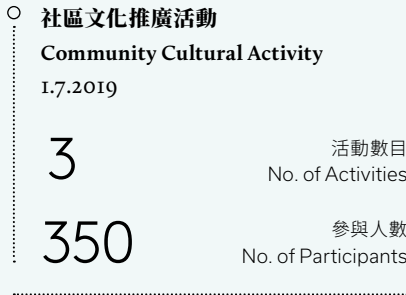 社區文化推廣活動
Community Cultural Activity
1.7.2019
3
活動數目
No. of Activities
350
參與人數
No. of Participants